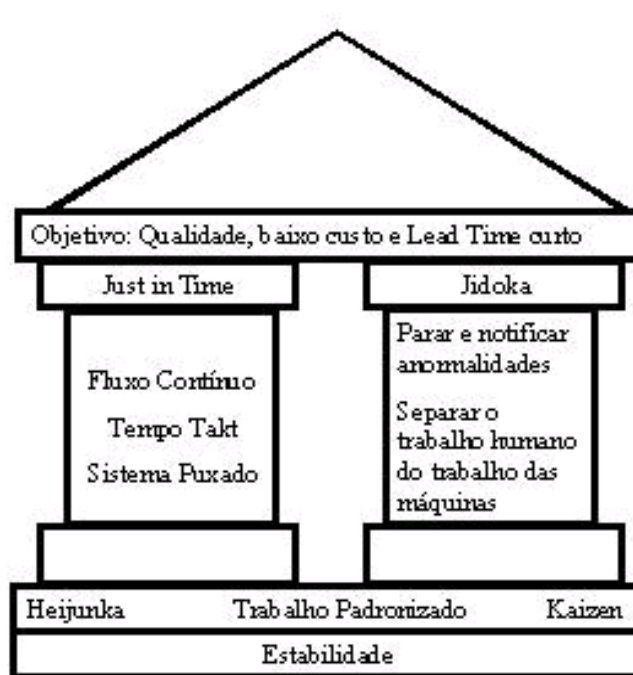 Objetivo: Qualidade, baixo custo e Lead Time curto
Just in Time
Fluxo Contínuo
Tempo Takt
Sistema Puxado
Jidoka
Parar e notificar
anormalidades
Separar o
trabalho humano
do trabalho das
máquinas
Heijunka Trabalho Padronizado Kaizen
Estabilidade